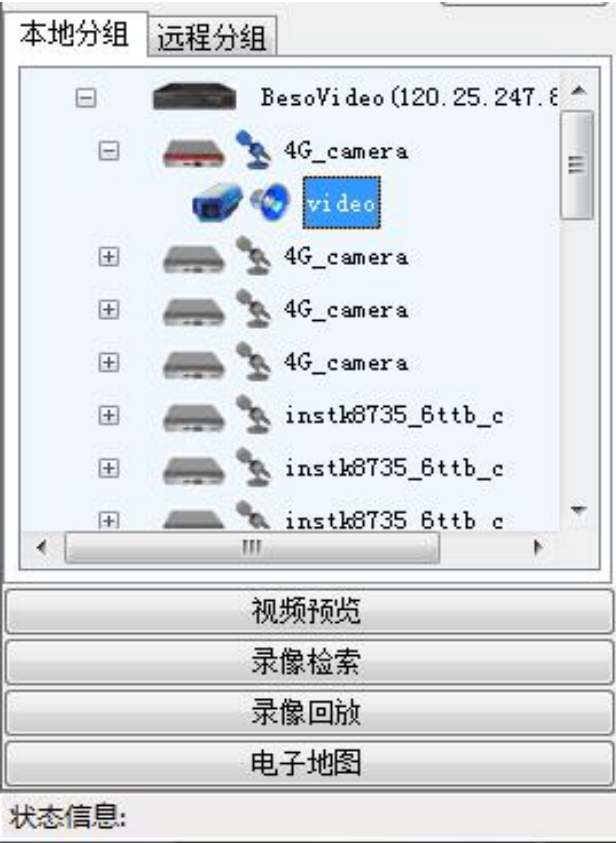 本地分组 远程分组
BesoVideo(120.25.247.8
4G_camera
video
4G_camera
4G_camera
4G_camera
instk8735_6ttb_c
instk8735_6ttb_c
instk8735_6ttb_c
视频预览
录像检索
录像回放
电子地图
状态信息: